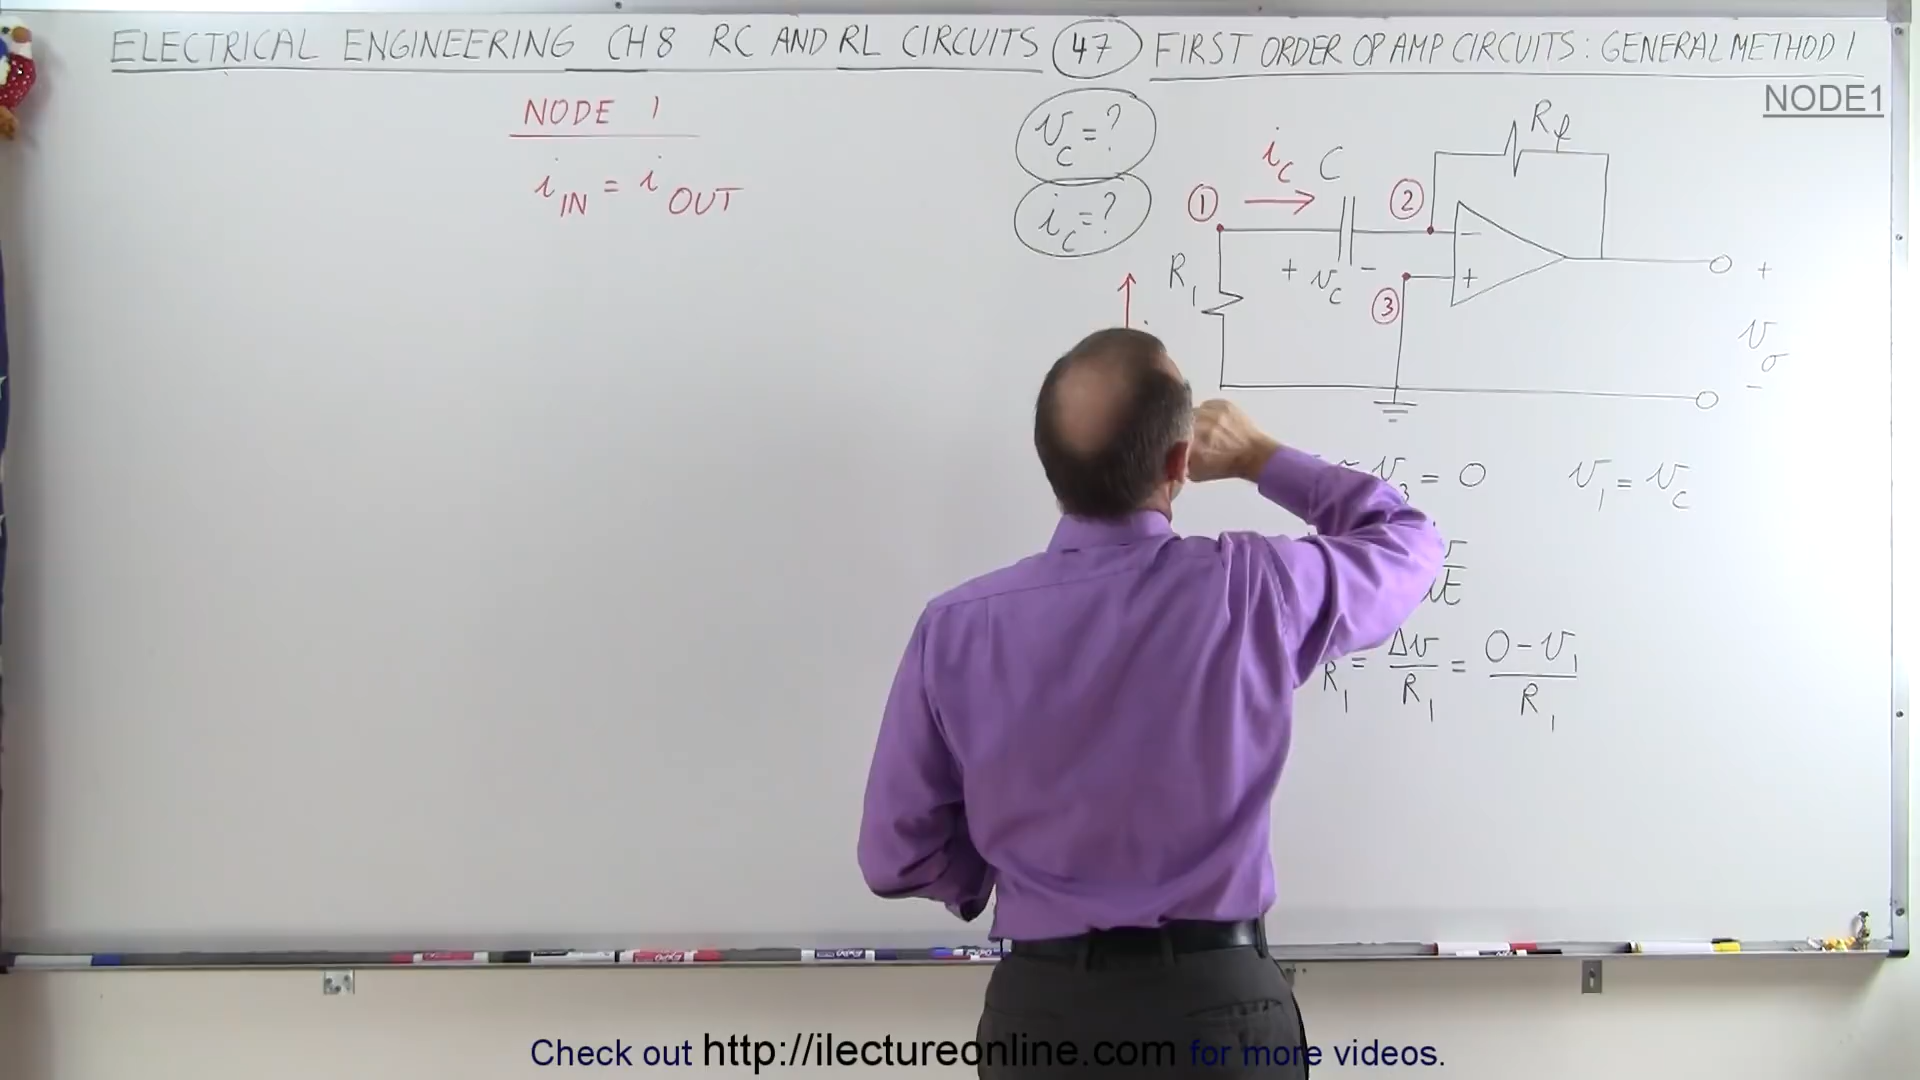 ELECTRICAL ENGINEERING CH 8 RC AND RL CIRCUITS 47 FIRST ORDER OP AMP CIRCUITS: GENERAL METHOD 1
NODE1
NODE 1
i_IN = i_OUT
v_c = ?
i_c = ?
i_c C
R_f
1
2
R_1
+ v_c -
3
-
+
+
v_o
-
v_3 = 0
v_1 = v_c
R_1 = Δv/R_1 = (0 - v_1)/R_1
Check out http://ilectureonline.com for more videos.